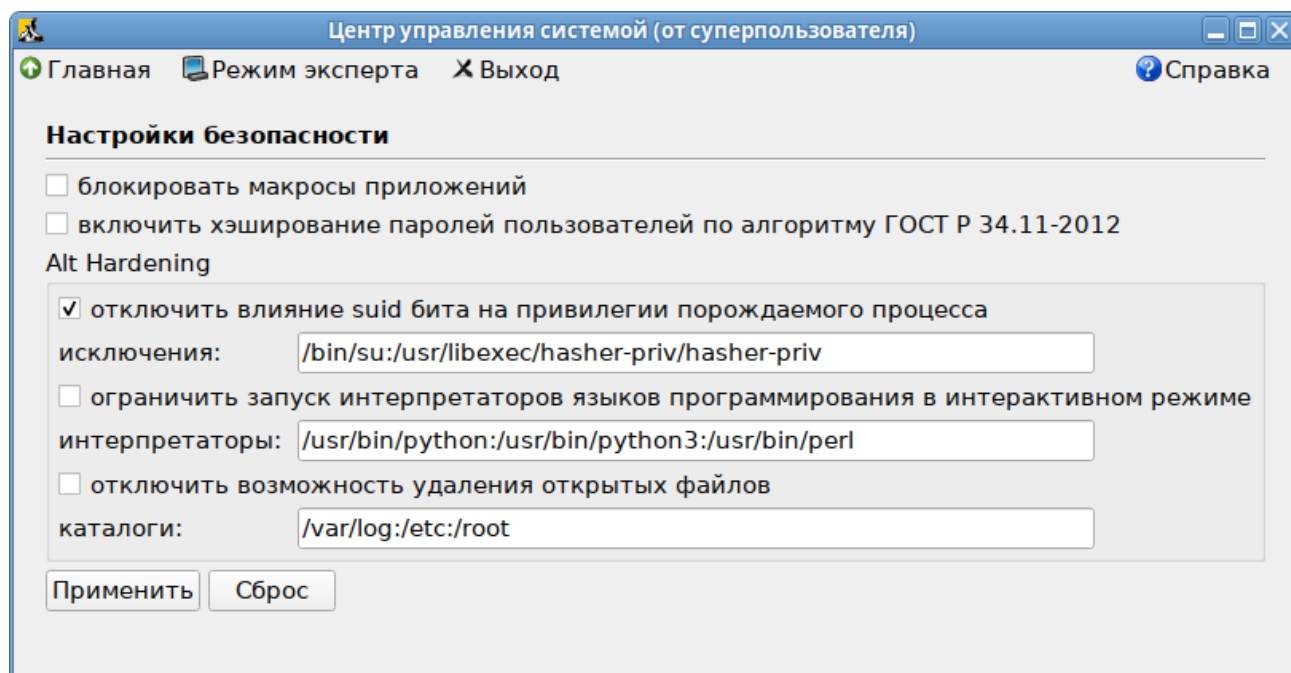 Центр управления системой (от суперпользователя)
Главная Режим эксперта Выход Справка
Настройки безопасности
блокировать макросы приложений
включить хэширование паролей пользователей по алгоритму ГОСТ Р 34.11-2012
Alt Hardening
отключить влияние suid бита на привилегии порождаемого процесса
исключения: /bin/su:/usr/libexec/hasher-priv/hasher-priv
ограничить запуск интерпретаторов языков программирования в интерактивном режиме
интерпретаторы: /usr/bin/python:/usr/bin/python3:/usr/bin/perl
отключить возможность удаления открытых файлов
каталоги: /var/log:/etc:/root
Применить Сброс